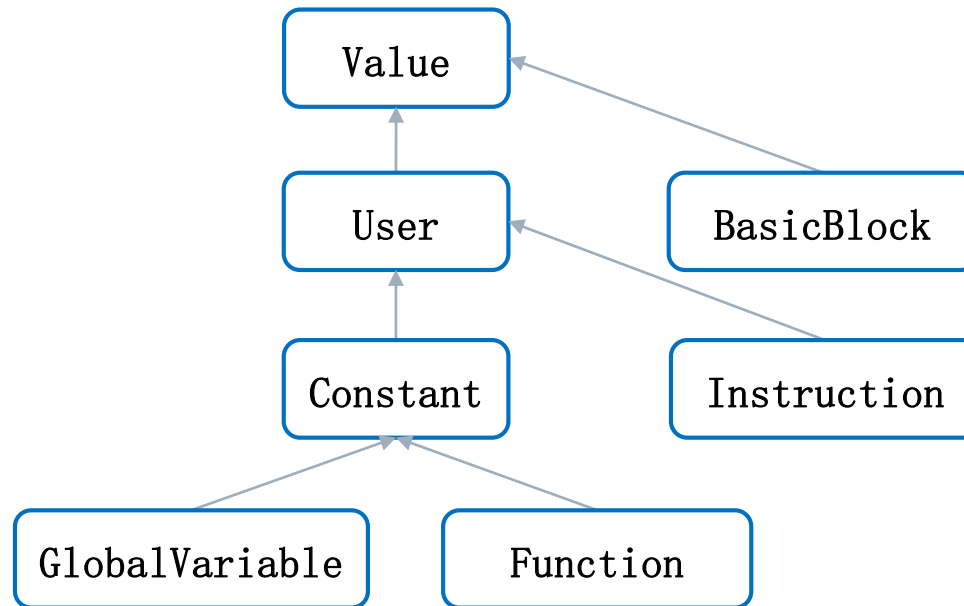 Value
User
BasicBlock
Constant
Instruction
GlobalVariable
Function